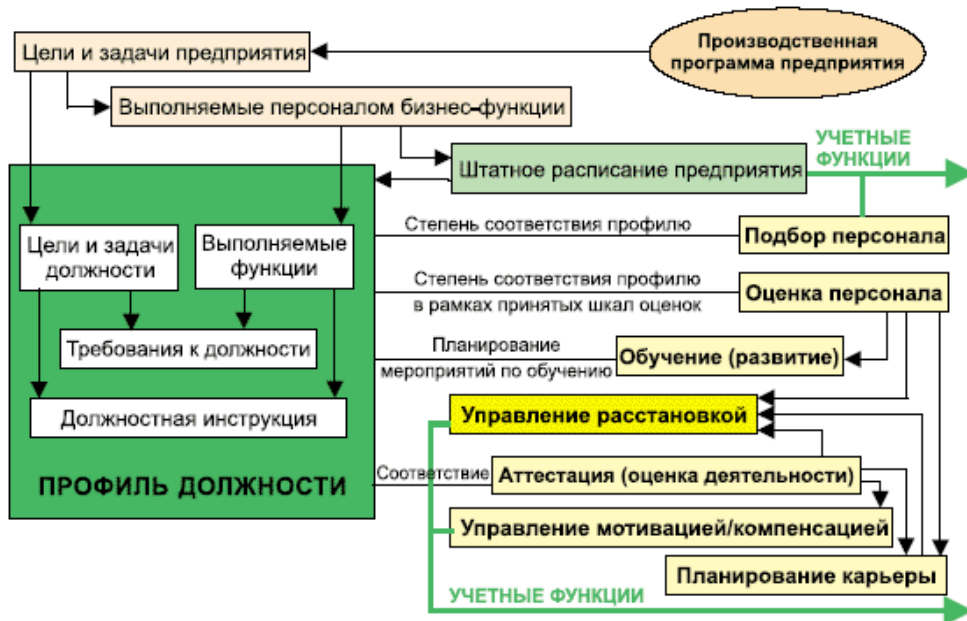 Производственная
программа предприятия
Цели и задачи предприятия
Выполняемые персоналом бизнес-функции
УЧЕТНЫЕ
ФУНКЦИИ
Штатное расписание предприятия
Степень соответствия профилю
Подбор персонала
Цели и задачи
должности
Выполняемые
функции
Степень соответствия профилю
в рамках принятых шкал оценок
Оценка персонала
Требования к должности
Планирование
мероприятий по обучению
Обучение (развитие)
Должностная инструкция
Управление расстановкой
ПРОФИЛЬ ДОЛЖНОСТИ
Соответствие
Аттестация (оценка деятельности)
Управление мотивацией/компенсацией
Планирование карьеры
УЧЕТНЫЕ ФУНКЦИИ